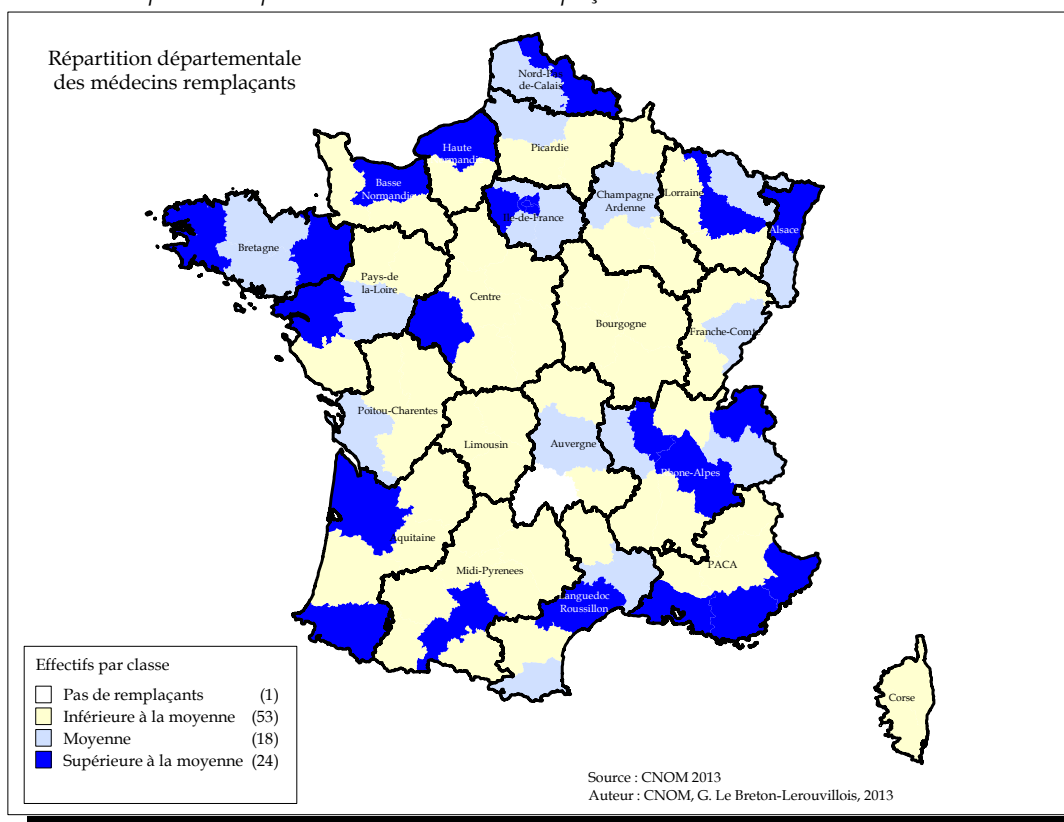 Répartition départementale
des médecins remplaçants
Nord-Pas
de-Calais
Picardie
Haute
Normandie
Basse
Normandie
Ile-de-France
Champagne
Ardenne
Lorraine
Alsace
Bretagne
Pays-de
la-Loire
Centre
Bourgogne
Franche-Comte
Poitou-Charentes
Limousin
Auvergne
Rhone-Alpes
Aquitaine
Midi-Pyrenees
Languedoc
Roussillon
PACA
Corse
Effectifs par classe
Pas de remplaçants (1)
Inférieure à la moyenne (53)
Moyenne (18)
Supérieure à la moyenne (24)
Source : CNOM 2013
Auteur : CNOM, G. Le Breton-Lerouvillois, 2013